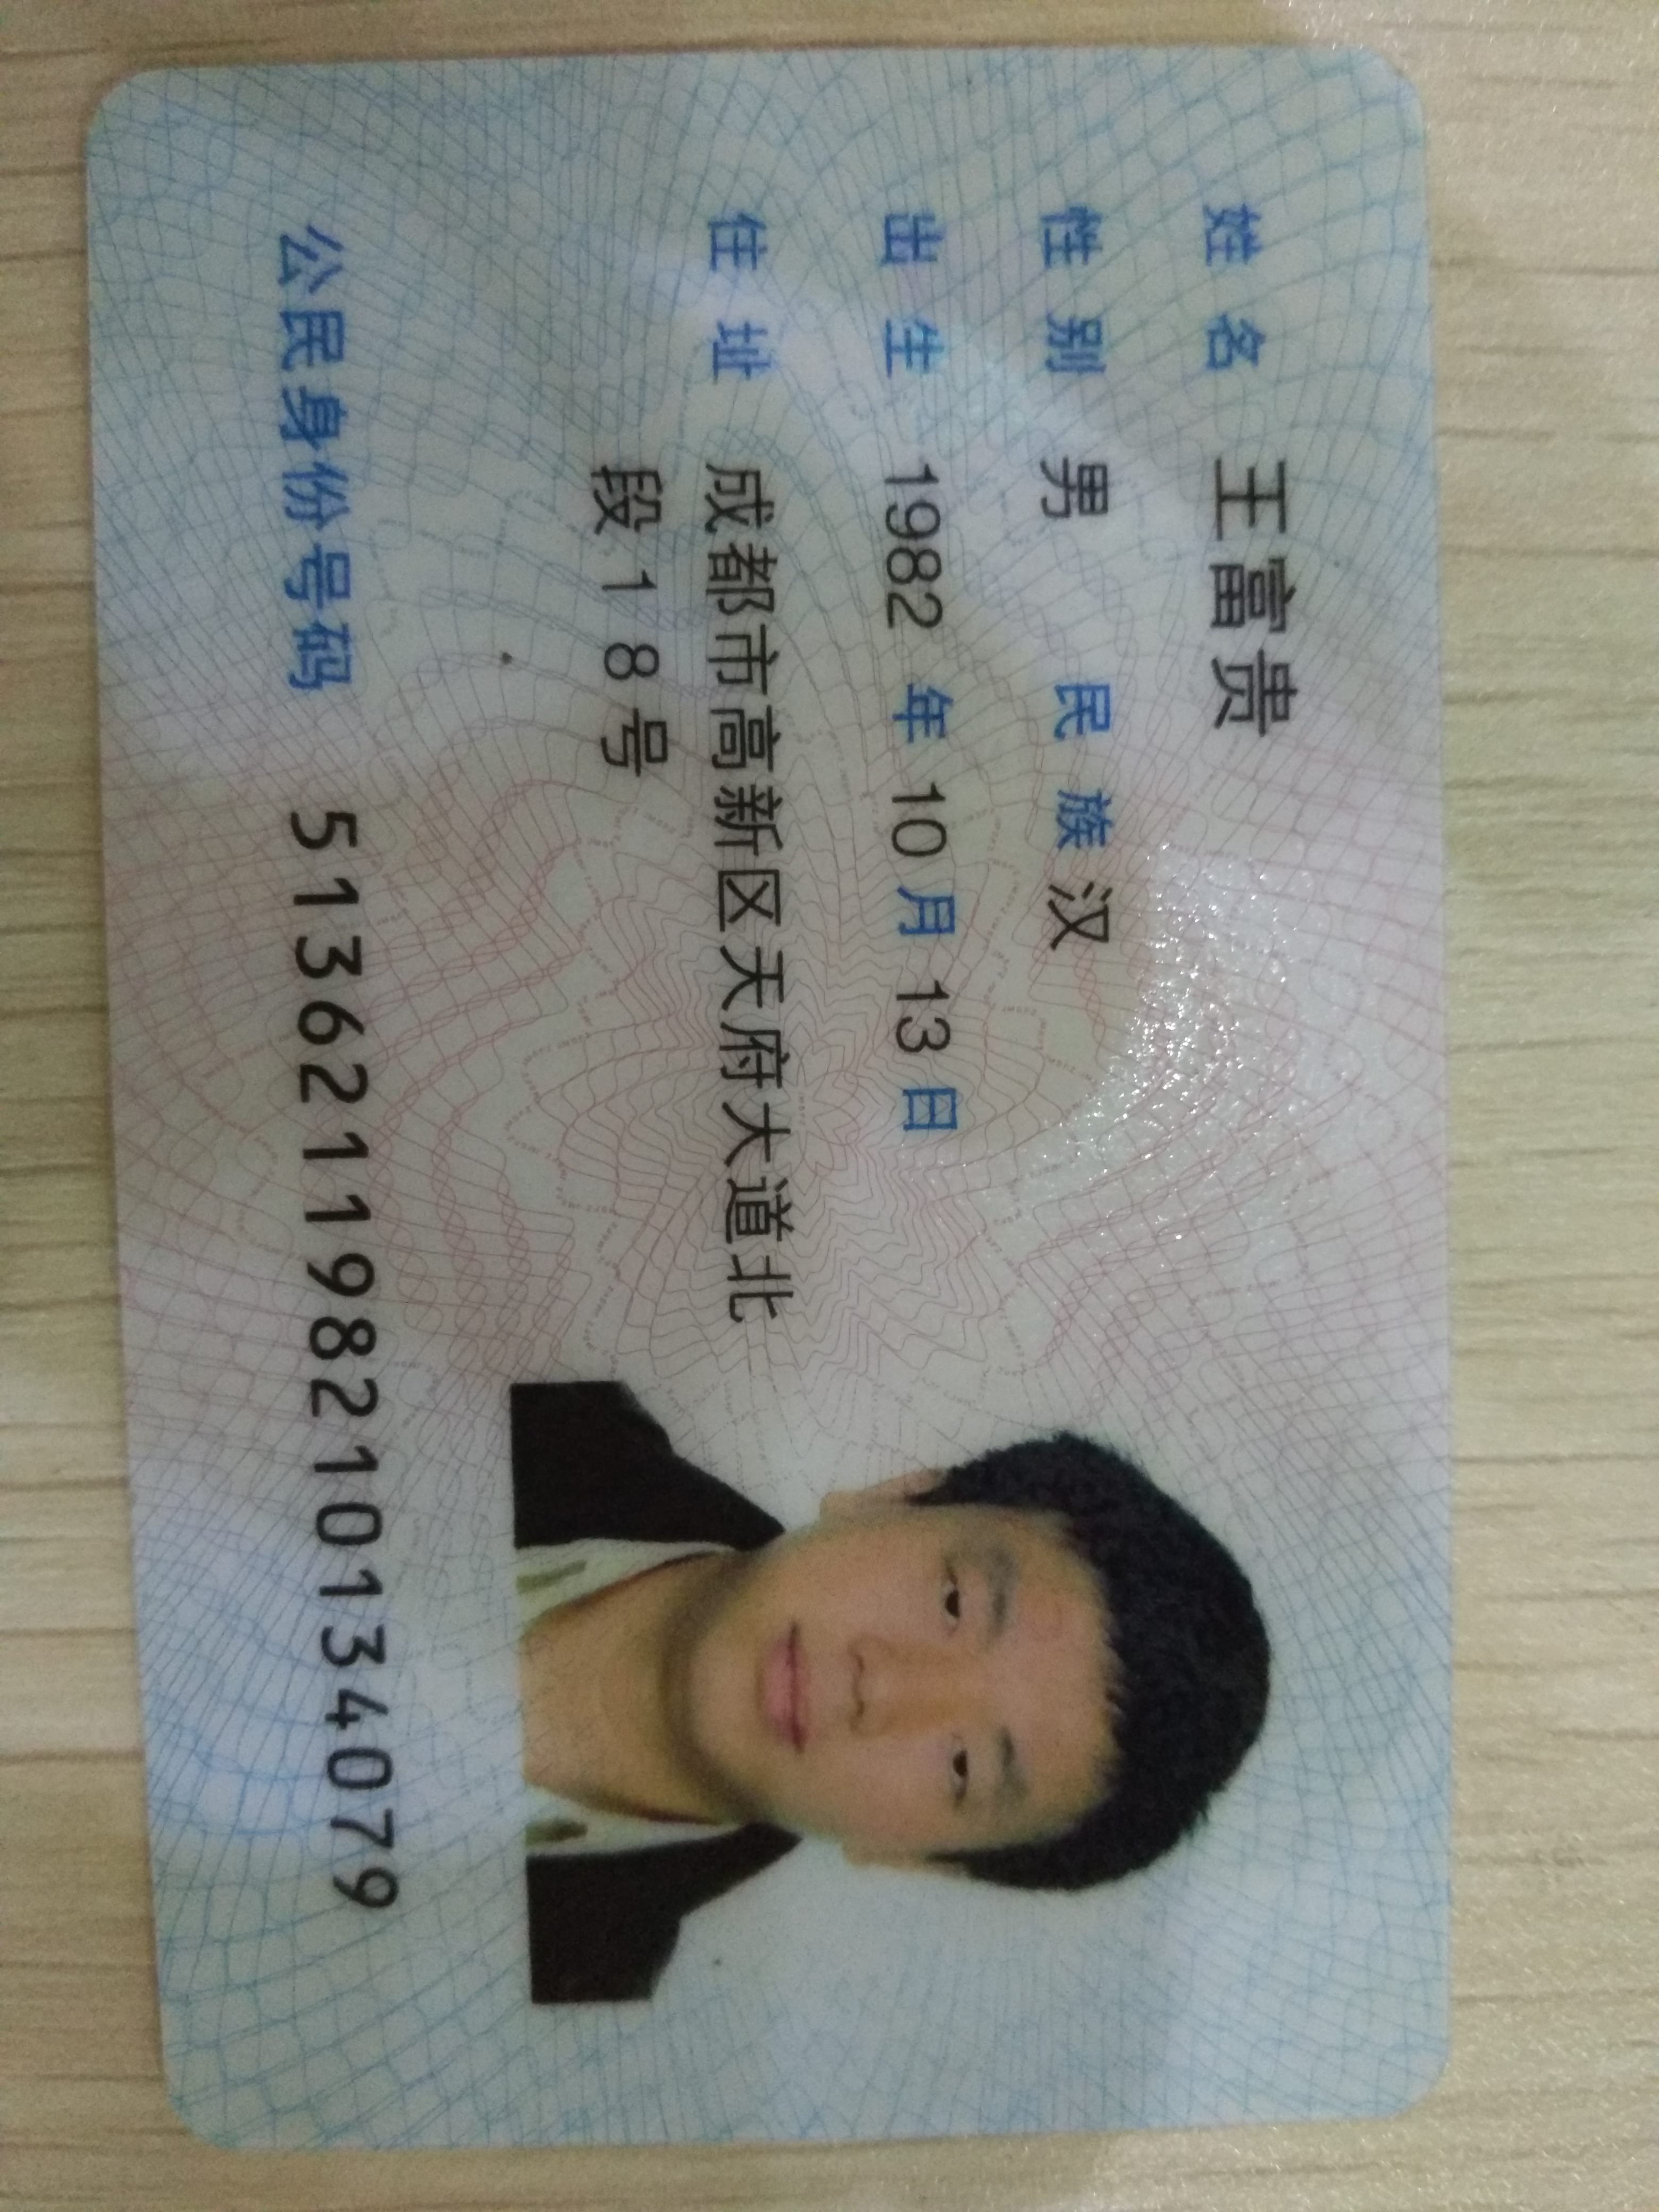 姓名 王富贵
性别 男 民族 汉
出生 1982 年 10 月 13 日
住址 成都市高新区天府大道北
段18号
公民身份号码 513621198210134079